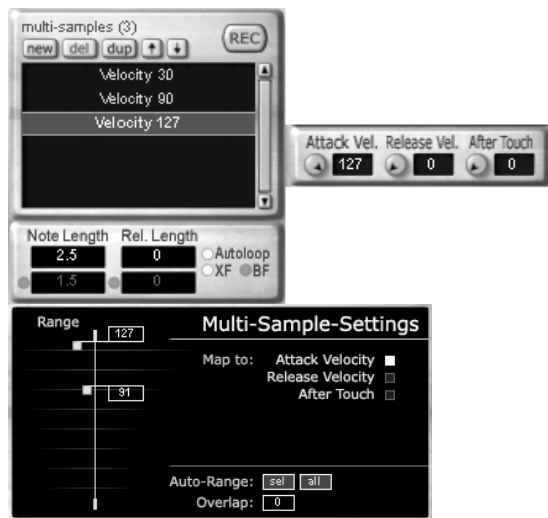 multi-samples (3)
REC
new del dup
Velocity 30
Velocity 90
Velocity 127
Attack Vel. Release Vel. After Touch
127 0 0
Note Length Rel. Length
2.5 0 Autoloop
1.5 0 XF BF
Range 127 Multi-Sample-Settings
Map to: Attack Velocity
Release Velocity
91 After Touch
Auto-Range: sel all
Overlap: 0